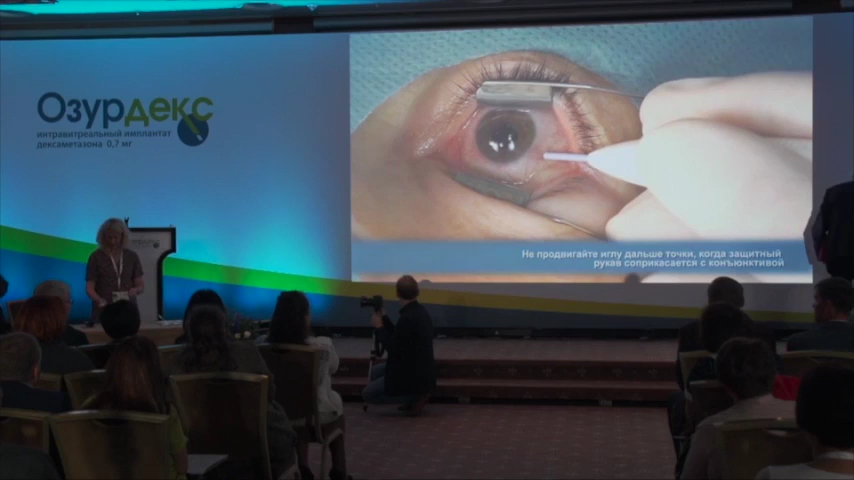 Озурдекс
интравитреальный имплантат
дексаметазона 0,7 мг
Не продвигайте иглу дальше точки, когда защитный
рукав соприкасается с конъюнктивой